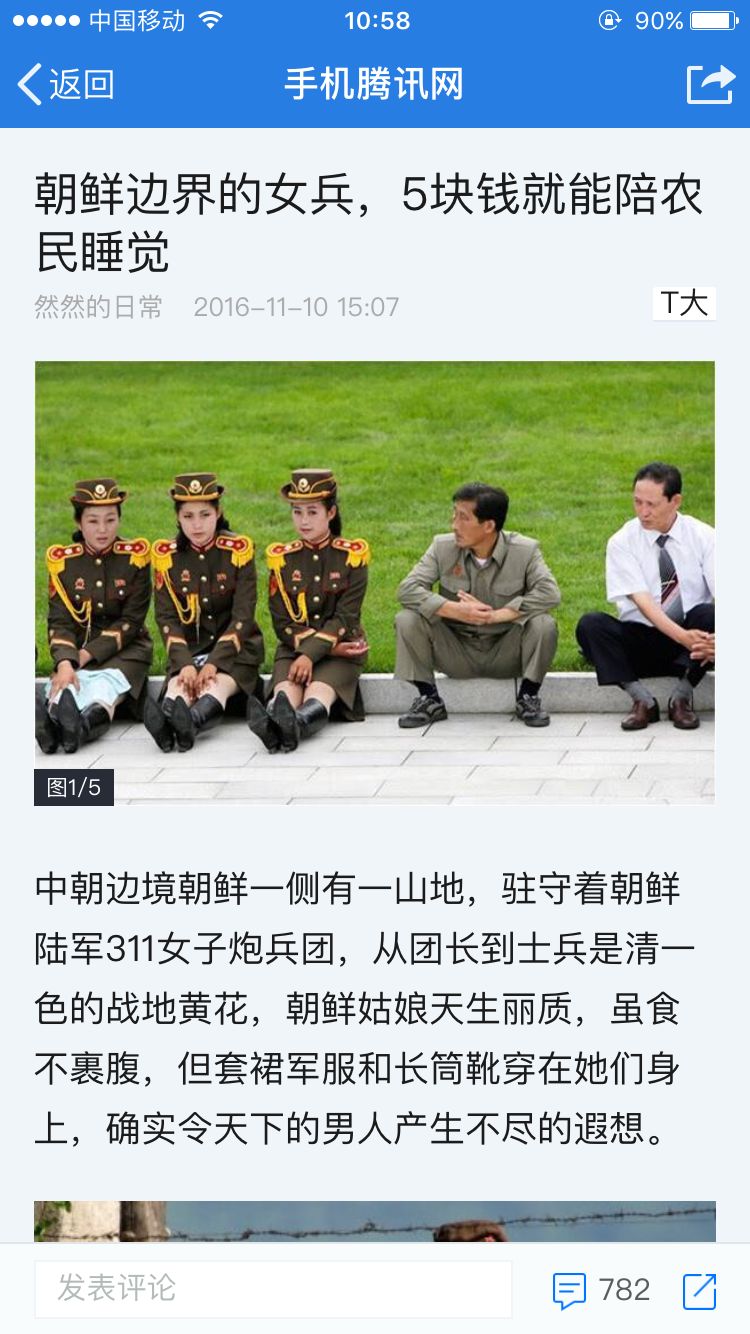 中国移动 10:58 90%
返回 手机腾讯网
朝鲜边界的女兵，5块钱就能陪农
民睡觉
然然的日常 2016-11-10 15:07 T大
图1/5
中朝边境朝鲜一侧有一山地，驻守着朝鲜
陆军311女子炮兵团，从团长到士兵是清一
色的战地黄花，朝鲜姑娘天生丽质，虽食
不裹腹，但套裙军服和长筒靴穿在她们身
上，确实令天下的男人产生不尽的遐想。
发表评论 782